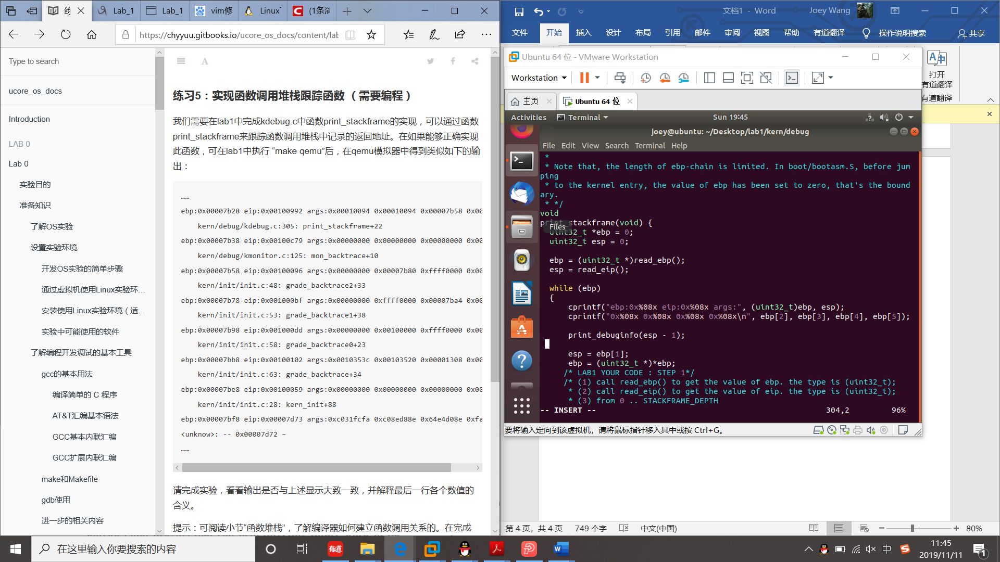 练
Lab_1
Lab_1
vim修
Linux
(1条消
https://chyyuu.gitbooks.io/ucore_os_docs/content/lab
Type to search
ucore_os_docs
Introduction
LAB 0
Lab 0
实验目的
准备知识
了解OS实验
设置实验环境
开发OS实验的简单步骤
通过虚拟机使用Linux实验环…
安装使用Linux实验环境（适…
实验中可能使用的软件
了解编程开发调试的基本工具
gcc的基本用法
编译简单的 C 程序
AT&T汇编基本语法
GCC基本内联汇编
GCC扩展内联汇编
make和Makefile
gdb使用
进一步的相关内容
A
练习5：实现函数调用堆栈跟踪函数 （需要编程）
我们需要在lab1中完成kdebug.c中函数print_stackframe的实现，可以通过函数
print_stackframe来跟踪函数调用堆栈中记录的返回地址。在如果能够正确实现
此函数，可在lab1中执行 “make qemu”后，在qemu模拟器中得到类似如下的输
出：
……
ebp:0x00007b28 eip:0x00100992 args:0x00010094 0x00010094 0x00007b58 0x00
kern/debug/kdebug.c:305: print_stackframe+22
ebp:0x00007b38 eip:0x00100c79 args:0x00000000 0x00000000 0x00000000 0x00
kern/debug/kmonitor.c:125: mon_backtrace+10
ebp:0x00007b58 eip:0x00100096 args:0x00000000 0x00007b80 0xffff0000 0x00
kern/init/init.c:48: grade_backtrace2+33
ebp:0x00007b78 eip:0x001000bf args:0x00000000 0xffff0000 0x00007ba4 0x00
kern/init/init.c:53: grade_backtrace1+38
ebp:0x00007b98 eip:0x001000dd args:0x00000000 0x00100000 0xffff0000 0x00
kern/init/init.c:58: grade_backtrace0+23
ebp:0x00007bb8 eip:0x00100102 args:0x0010353c 0x00103520 0x00001308 0x00
kern/init/init.c:63: grade_backtrace+34
ebp:0x00007be8 eip:0x00100059 args:0x00000000 0x00000000 0x00000000 0x00
kern/init/init.c:28: kern_init+88
ebp:0x00007bf8 eip:0x00007d73 args:0xc031fcfa 0xc08ed88e 0x64e4d08e 0xfa
<unknow>: -- 0x00007d72 –
……
请完成实验，看看输出是否与上述显示大致一致，并解释最后一行各个数值的
含义。
提示：可阅读小节“函数堆栈”，了解编译器如何建立函数调用关系的。在完成
文档1 - Word
Joey Wang
文件 开始 插入 设计 布局 引用 邮件 审阅 视图 帮助 有道翻译 操作说明搜索 共享
打开
有道翻译
有道翻译
Ubuntu 64 位 - VMware Workstation
Workstation
主页
Ubuntu 64 位
Activities Terminal Sun 19:45
joey@ubuntu: ~/Desktop/lab1/kern/debug
File Edit View Search Terminal Help
*
* Note that, the length of ebp-chain is limited. In boot/bootasm.S, before jum
ping
* to the kernel entry, the value of ebp has been set to zero, that's the bound
ary.
* */
void
print_stackframe(void) {
Files
uint32_t *ebp = 0;
uint32_t esp = 0;
ebp = (uint32_t *)read_ebp();
esp = read_eip();
while (ebp)
{
cprintf("ebp:0x%08x eip:0x%08x args:", (uint32_t)ebp, esp);
cprintf("0x%08x 0x%08x 0x%08x 0x%08x\n", ebp[2], ebp[3], ebp[4], ebp[5]);
print_debuginfo(esp - 1);
esp = ebp[1];
ebp = (uint32_t *)*ebp;
/* LAB1 YOUR CODE : STEP 1*/
/* (1) call read_ebp() to get the value of ebp. the type is (uint32_t);
* (2) call read_eip() to get the value of eip. the type is (uint32_t);
* (3) from 0 .. STACKFRAME_DEPTH
-- INSERT -- 304,2 96%
要将输入定向到该虚拟机，请将鼠标指针移入其中或按 Ctrl+G。
第 4 页，共 4 页 749 个字 中文(中国) 80%
在这里输入你要搜索的内容
有道
中
11:45
2019/11/11
1